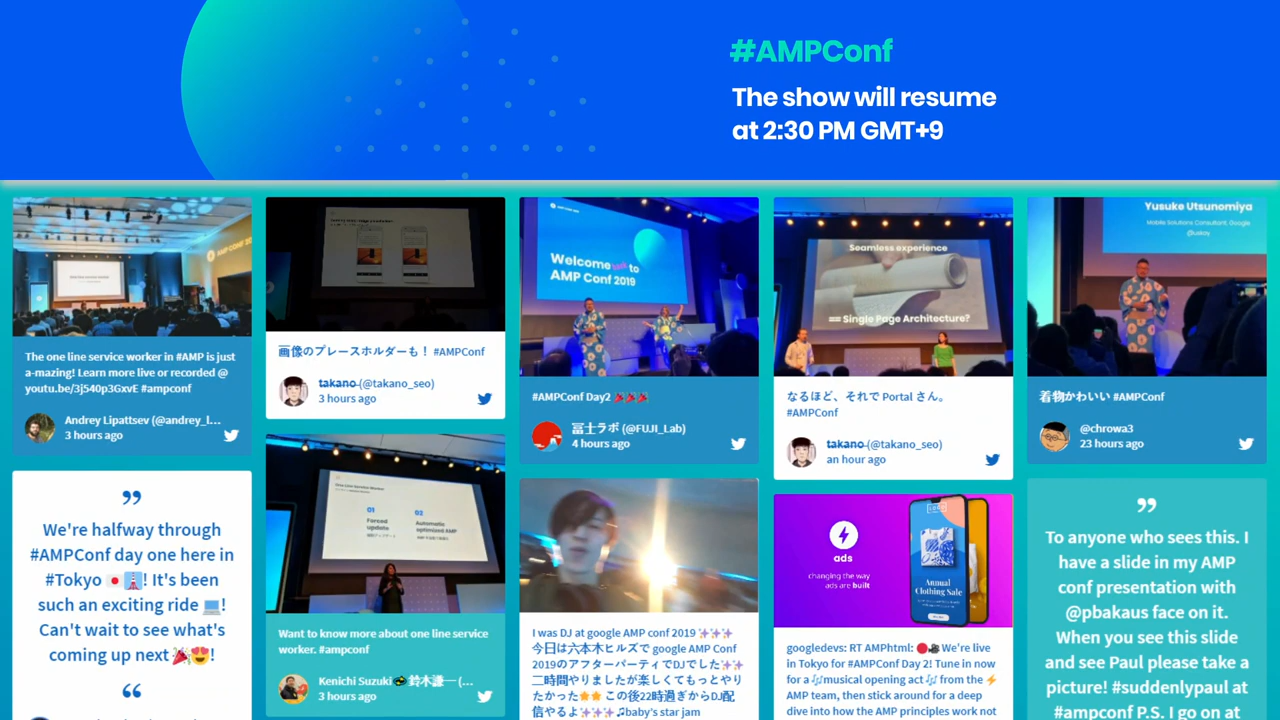 #AMPConf
The show will resume
at 2:30 PM GMT+9
The one line service worker in #AMP is just
a-mazing! Learn more live or recorded @
youtu.be/3j540p3GxvE #ampconf
Andrey Lipattsev (@andrey_l...
3 hours ago
”
We're halfway through
#AMPConf day one here in
#Tokyo 🇯🇵🗼! It's been
such an exciting ride 💻!
Can't wait to see what's
coming up next 🎉😍!
“
画像のプレースホルダーも！ #AMPConf
takano (@takano_seo)
3 hours ago
One Line Service Worker
01
Forced
update
02
Automatic
optimized AMP
Want to know more about one line service
worker. #ampconf
Kenichi Suzuki 鈴木謙一 (...
3 hours ago
Welcome to
AMP Conf 2019
#AMPConf Day2 🎉🎉🎉
冨士ラボ (@FUJI_Lab)
4 hours ago
I was DJ at google AMP conf 2019 ✨✨✨
今日は六本木ヒルズで google AMP Conf
2019のアフターパーティでDJでした✨✨
二時間やりましたが楽しくてもっとやり
たかった🌟🌟 この後22時過ぎからDJ配
信やるよ✨✨✨ 🎵baby's star jam
Seamless experience
== Single Page Architecture?
なるほど、それで Portal さん。
#AMPConf
takano (@takano_seo)
an hour ago
ads
changing the way
ads are built
LOGO
Annual
Clothing Sale
googledevs: RT AMPhtml: 🔴🎥 We're live
in Tokyo for #AMPConf Day 2! Tune in now
for a 🎶musical opening act 🎶 from the ⚡
AMP team, then stick around for a deep
dive into how the AMP principles work not
Yusuke Utsunomiya
Mobile Solutions Consultant, Google
着物かわいい #AMPConf
@chrowa3
23 hours ago
”
To anyone who sees this. I
have a slide in my AMP
conf presentation with
@pbakaus face on it.
When you see this slide
and see Paul please take a
picture! #suddenlypaul at
#ampconf P.S. I go on at